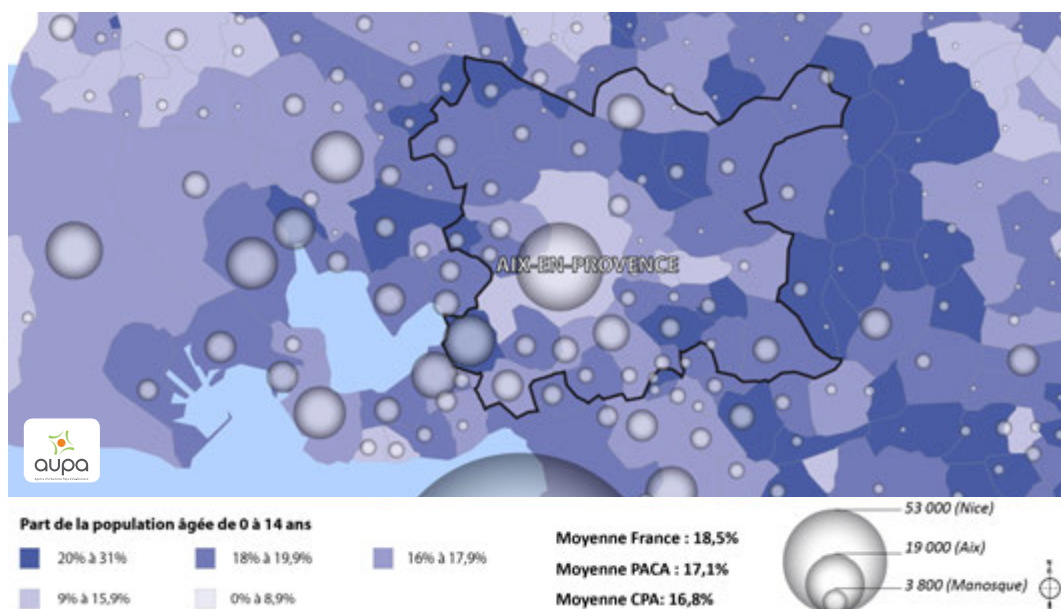 AIX-EN-PROVENCE
aupa
Part de la population âgée de 0 à 14 ans
20% à 31%
18% à 19,9%
16% à 17,9%
9% à 15,9%
0% à 8,9%
Moyenne France : 18,5%
Moyenne PACA : 17,1%
Moyenne CPA: 16,8%
53 000 (Nice)
19 000 (Aix)
3 800 (Manosque)